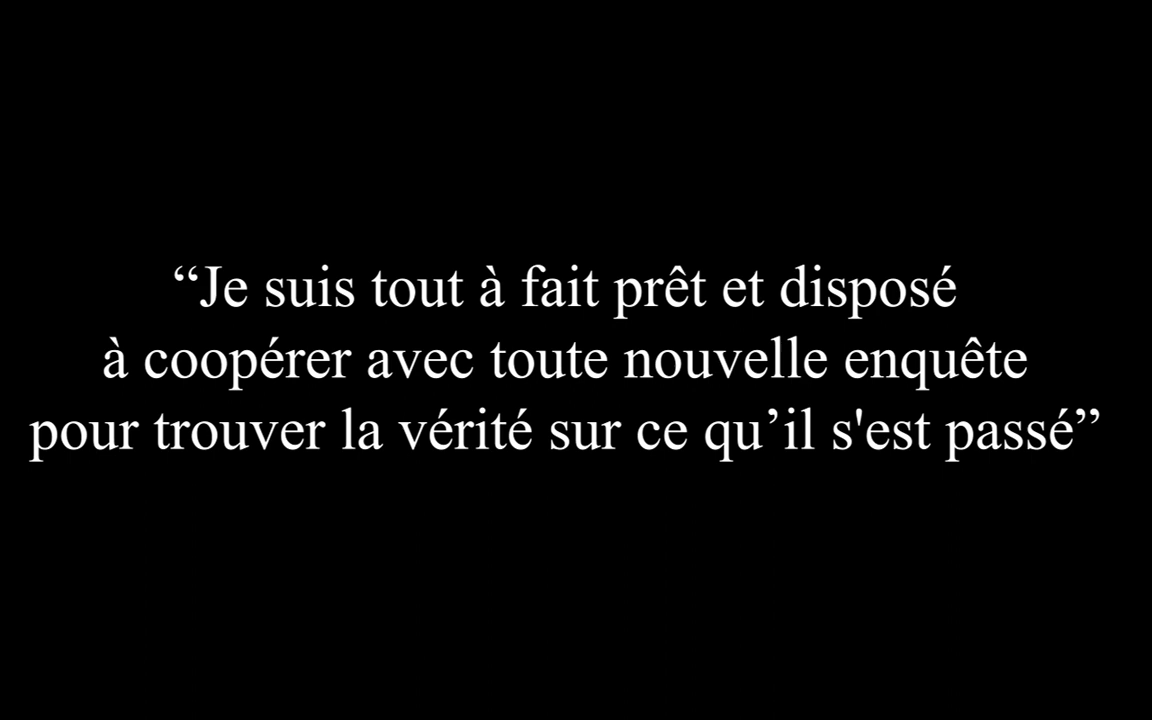 “Je suis tout à fait prêt et disposé
à coopérer avec toute nouvelle enquête
pour trouver la vérité sur ce qu’il s'est passé”